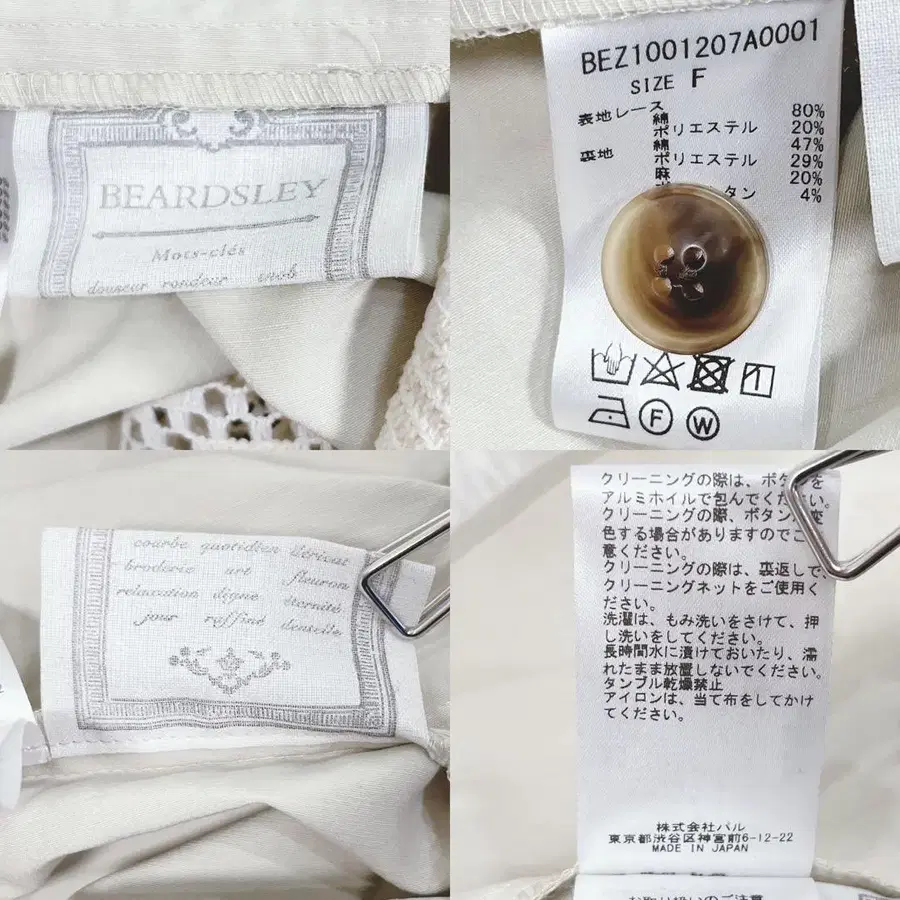 BEARDSLEY
Mots-clés
douceur rondeur
BEZ1001207A0001
SIZE F
表地レース
綿 80%
ポリエステル 20%
裏地 綿 47%
ポリエステル 29%
麻 20%
タン 4%
1
F
W
courbe quotidien
broderie art fleuron
relaxation digne éternité
jour raffiné dentelle
クリーニングの際は、ボタンを
アルミホイルで包んでください。
クリーニングの際、ボタンが変
色する場合がありますのでご
意ください。
クリーニングの際は、裏返しで、
クリーニングネットをご使用く
ださい。
洗濯は、もみ洗いをさけて、押
し洗いをしてください。
長時間水に漬けておいたり、濡
れたまま放置しないでください。
タンブル乾燥禁止
アイロンは、当て布をしてかけ
てください。
株式会社パル
東京都渋谷区神宮前6-12-22
MADE IN JAPAN